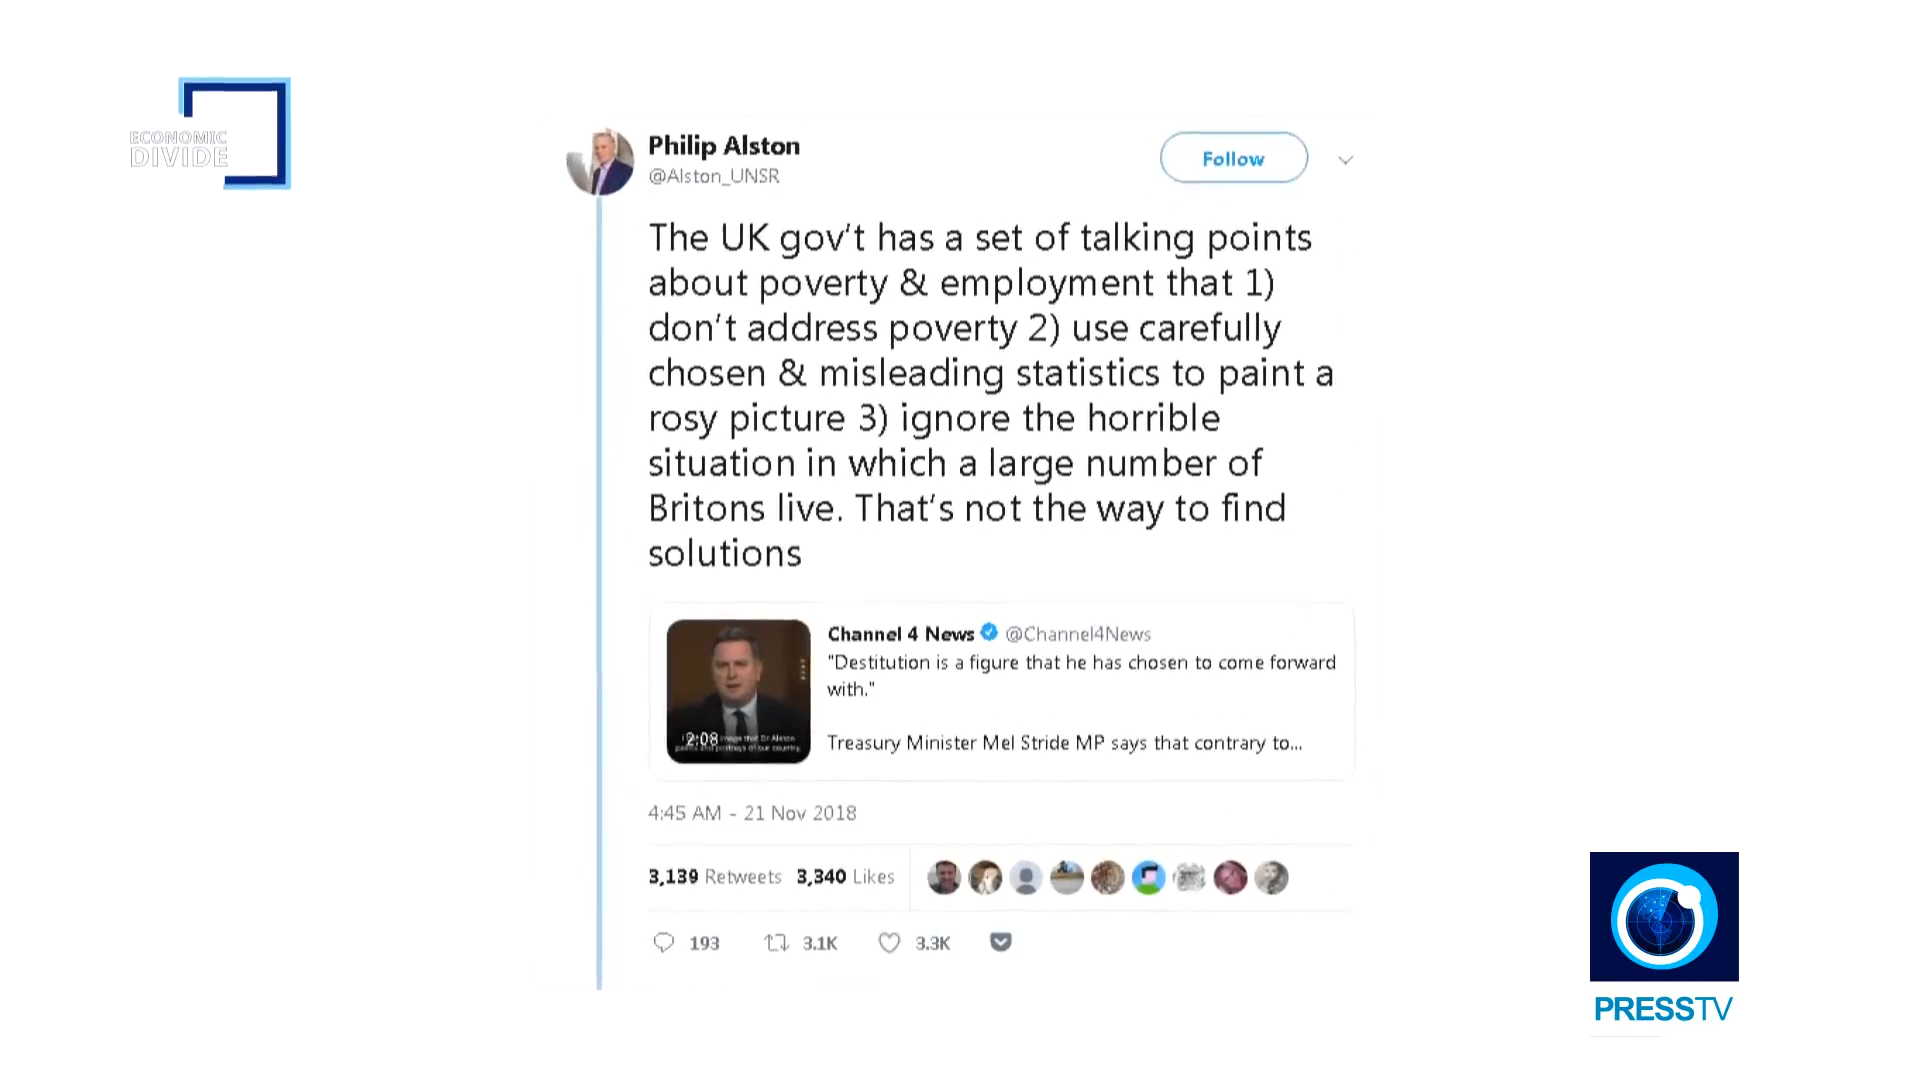 ECONOMIC
DIVIDE
Philip Alston
@Alston_UNSR
Follow
The UK gov't has a set of talking points
about poverty & employment that 1)
don't address poverty 2) use carefully
chosen & misleading statistics to paint a
rosy picture 3) ignore the horrible
situation in which a large number of
Britons live. That's not the way to find
solutions
Channel 4 News @Channel4News
"Destitution is a figure that he has chosen to come forward
with."
Treasury Minister Mel Stride MP says that contrary to...
2:08
4:45 AM - 21 Nov 2018
3,139 Retweets 3,340 Likes
193 3.1K 3.3K
PRESSTV